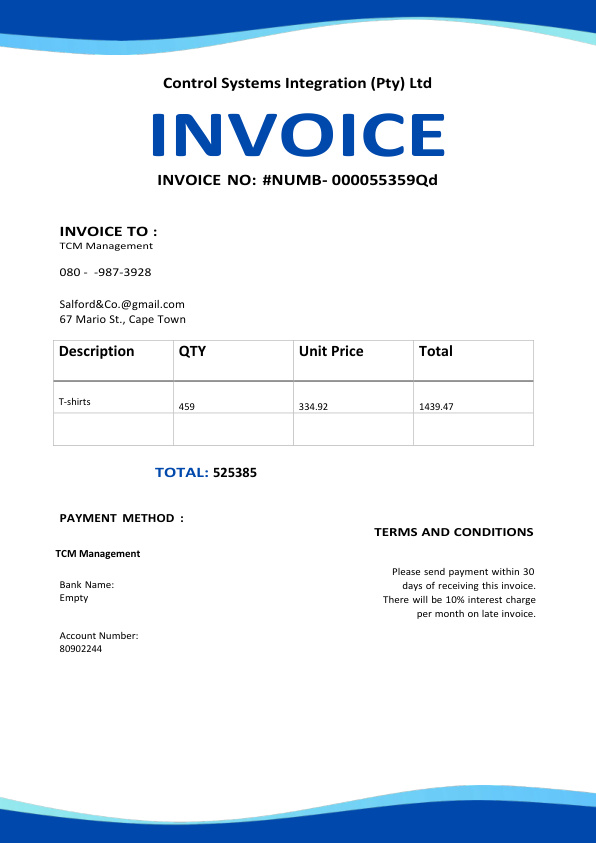 Control Systems Integration (Pty) Ltd
INVOICE
INVOICE NO: #NUMB- 000055359Qd
INVOICE TO :
TCM Management
080 -  -987-3928
Salford&Co.@gmail.com
67 Mario St., Cape Town
Description QTY Unit Price Total
T-shirts 459 334.92 1439.47
TOTAL: 525385
PAYMENT METHOD :
TCM Management
Bank Name:
Empty
Account Number:
80902244
TERMS AND CONDITIONS
Please send payment within 30
days of receiving this invoice.
There will be 10% interest charge
per month on late invoice.